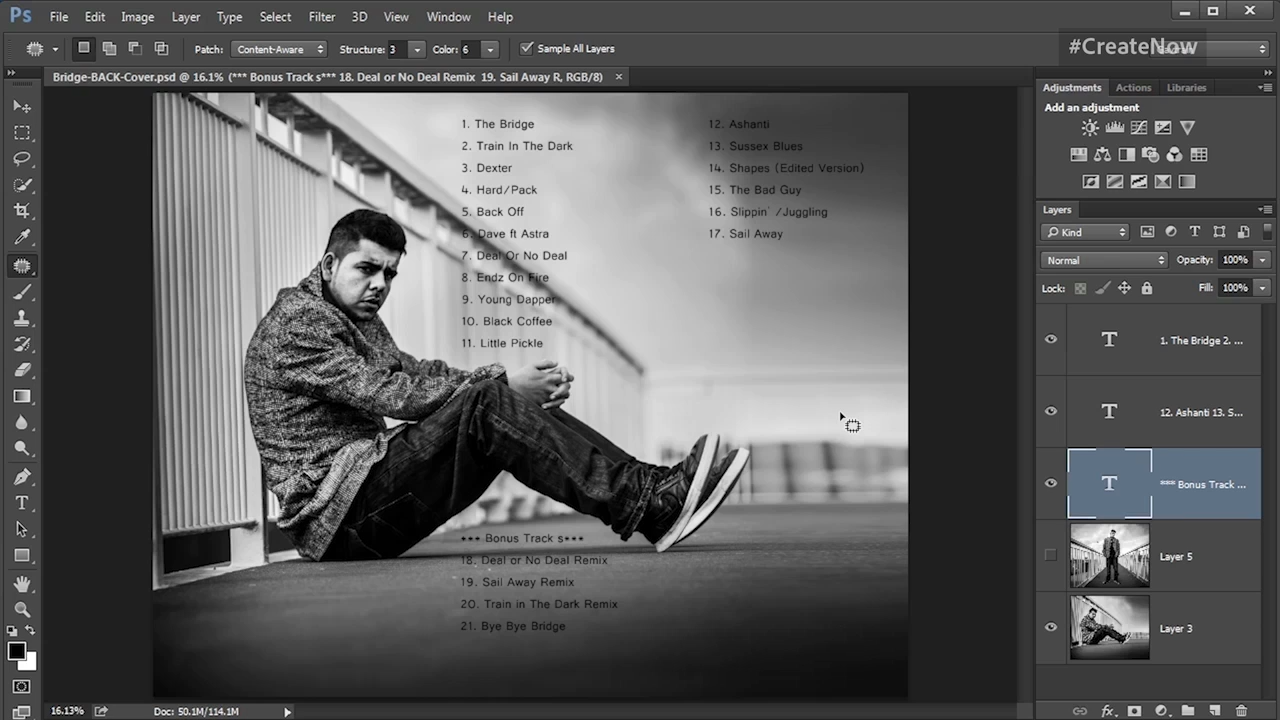 Ps File Edit Image Layer Type Select Filter 3D View Window Help
Patch: Content-Aware Structure: 3 Color: 6 Sample All Layers
#CreateNow
Bridge-BACK-Cover.psd @ 16.1% (*** Bonus Track s*** 18. Deal or No Deal Remix 19. Sail Away R, RGB/8) ×
1. The Bridge
2. Train In The Dark
3. Dexter
4. Hard/Pack
5. Back Off
6. Dave ft Astra
7. Deal Or No Deal
8. Endz On Fire
9. Young Dapper
10. Black Coffee
11. Little Pickle
12. Ashanti
13. Sussex Blues
14. Shapes (Edited Version)
15. The Bad Guy
16. Slippin' /Juggling
17. Sail Away
*** Bonus Track s***
18. Deal or No Deal Remix
19. Sail Away Remix
20. Train in The Dark Remix
21. Bye Bye Bridge
Adjustments Actions Libraries
Add an adjustment
Layers
Kind
Normal Opacity: 100%
Lock: Fill: 100%
1. The Bridge 2. ...
12. Ashanti 13. S...
*** Bonus Track ...
Layer 5
Layer 3
fx
16.13% Doc: 50.1M/114.1M